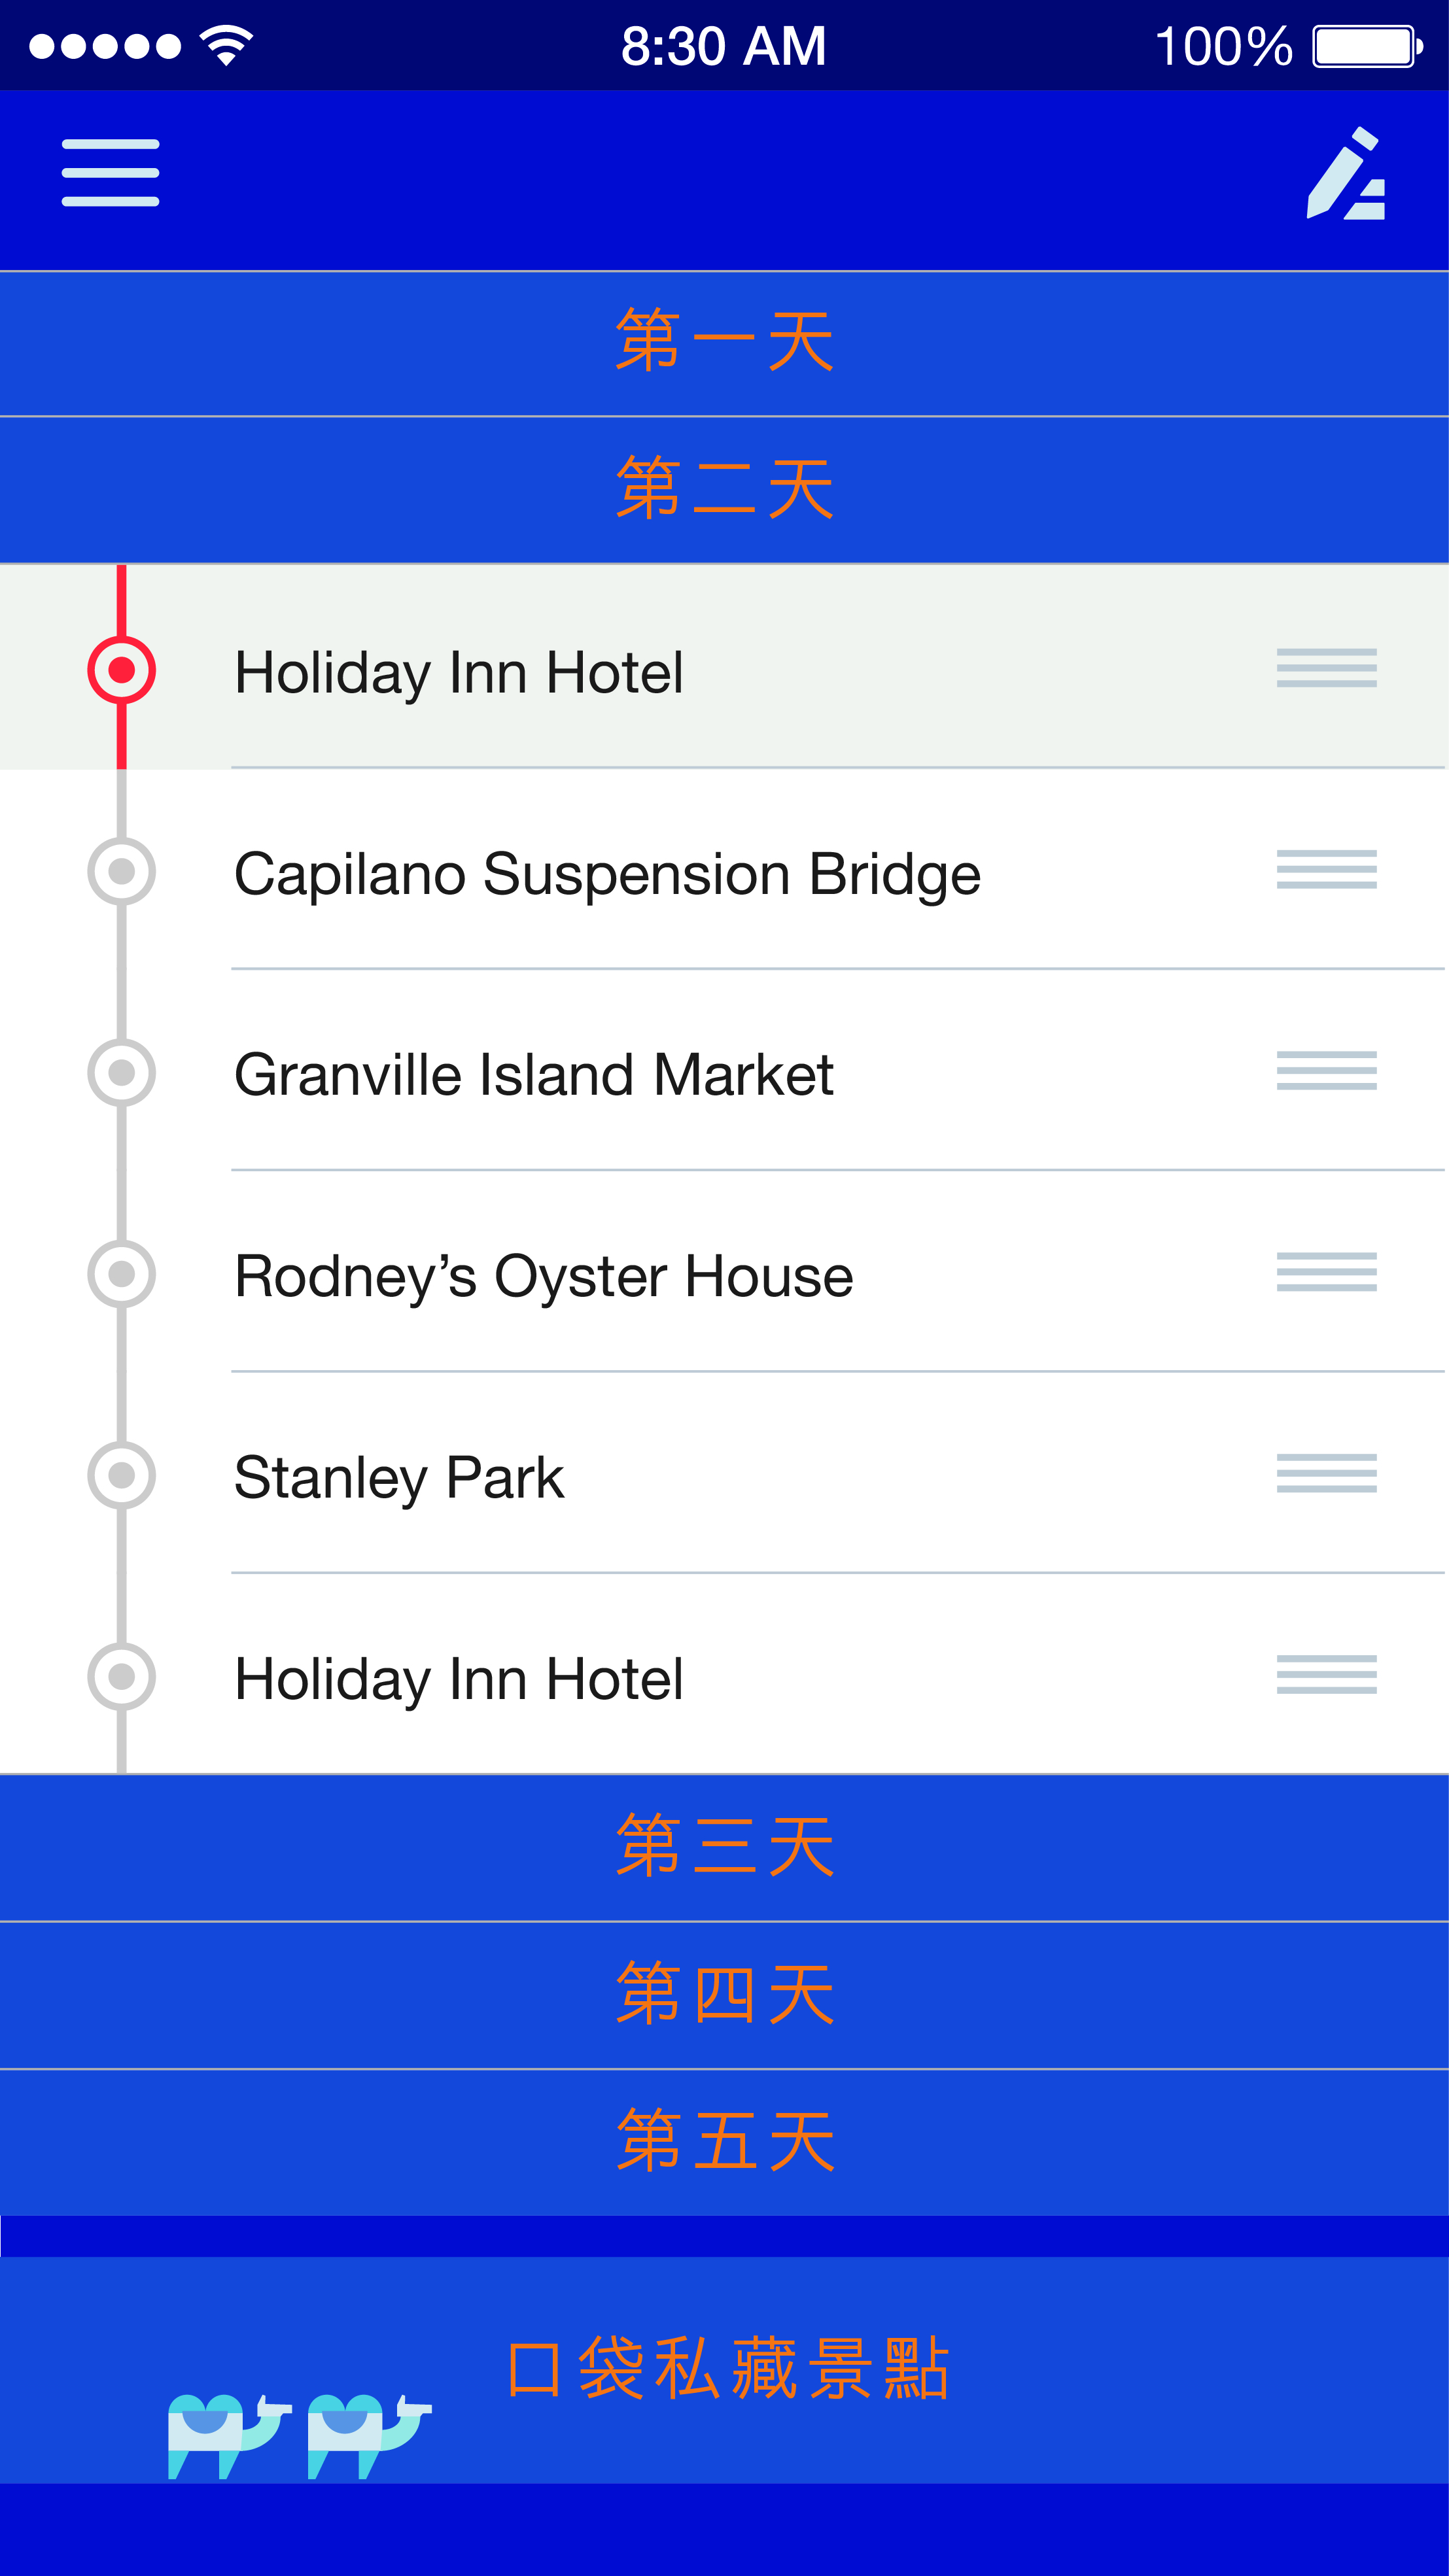 8:30 AM 100%
第一天
第二天
Holiday Inn Hotel
Capilano Suspension Bridge
Granville Island Market
Rodney’s Oyster House
Stanley Park
Holiday Inn Hotel
第三天
第四天
第五天
口袋私藏景點